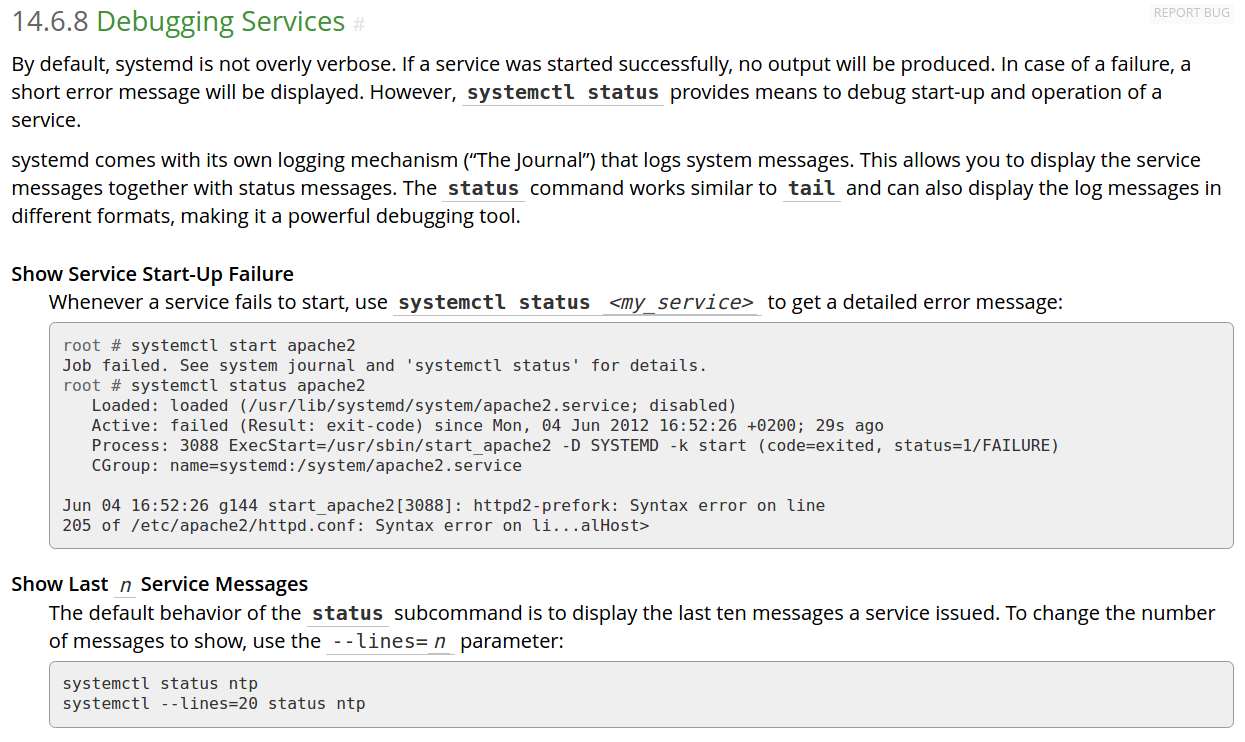 14.6.8 Debugging Services #
REPORT BUG
By default, systemd is not overly verbose. If a service was started successfully, no output will be produced. In case of a failure, a
short error message will be displayed. However, systemctl status provides means to debug start-up and operation of a
service.
systemd comes with its own logging mechanism (“The Journal”) that logs system messages. This allows you to display the service
messages together with status messages. The status command works similar to tail and can also display the log messages in
different formats, making it a powerful debugging tool.
Show Service Start-Up Failure
Whenever a service fails to start, use systemctl status <my_service> to get a detailed error message:
root # systemctl start apache2
Job failed. See system journal and 'systemctl status' for details.
root # systemctl status apache2
   Loaded: loaded (/usr/lib/systemd/system/apache2.service; disabled)
   Active: failed (Result: exit-code) since Mon, 04 Jun 2012 16:52:26 +0200; 29s ago
   Process: 3088 ExecStart=/usr/sbin/start_apache2 -D SYSTEMD -k start (code=exited, status=1/FAILURE)
   CGroup: name=systemd:/system/apache2.service
Jun 04 16:52:26 g144 start_apache2[3088]: httpd2-prefork: Syntax error on line
205 of /etc/apache2/httpd.conf: Syntax error on li...alHost>
Show Last n Service Messages
The default behavior of the status subcommand is to display the last ten messages a service issued. To change the number
of messages to show, use the --lines=n parameter:
systemctl status ntp
systemctl --lines=20 status ntp